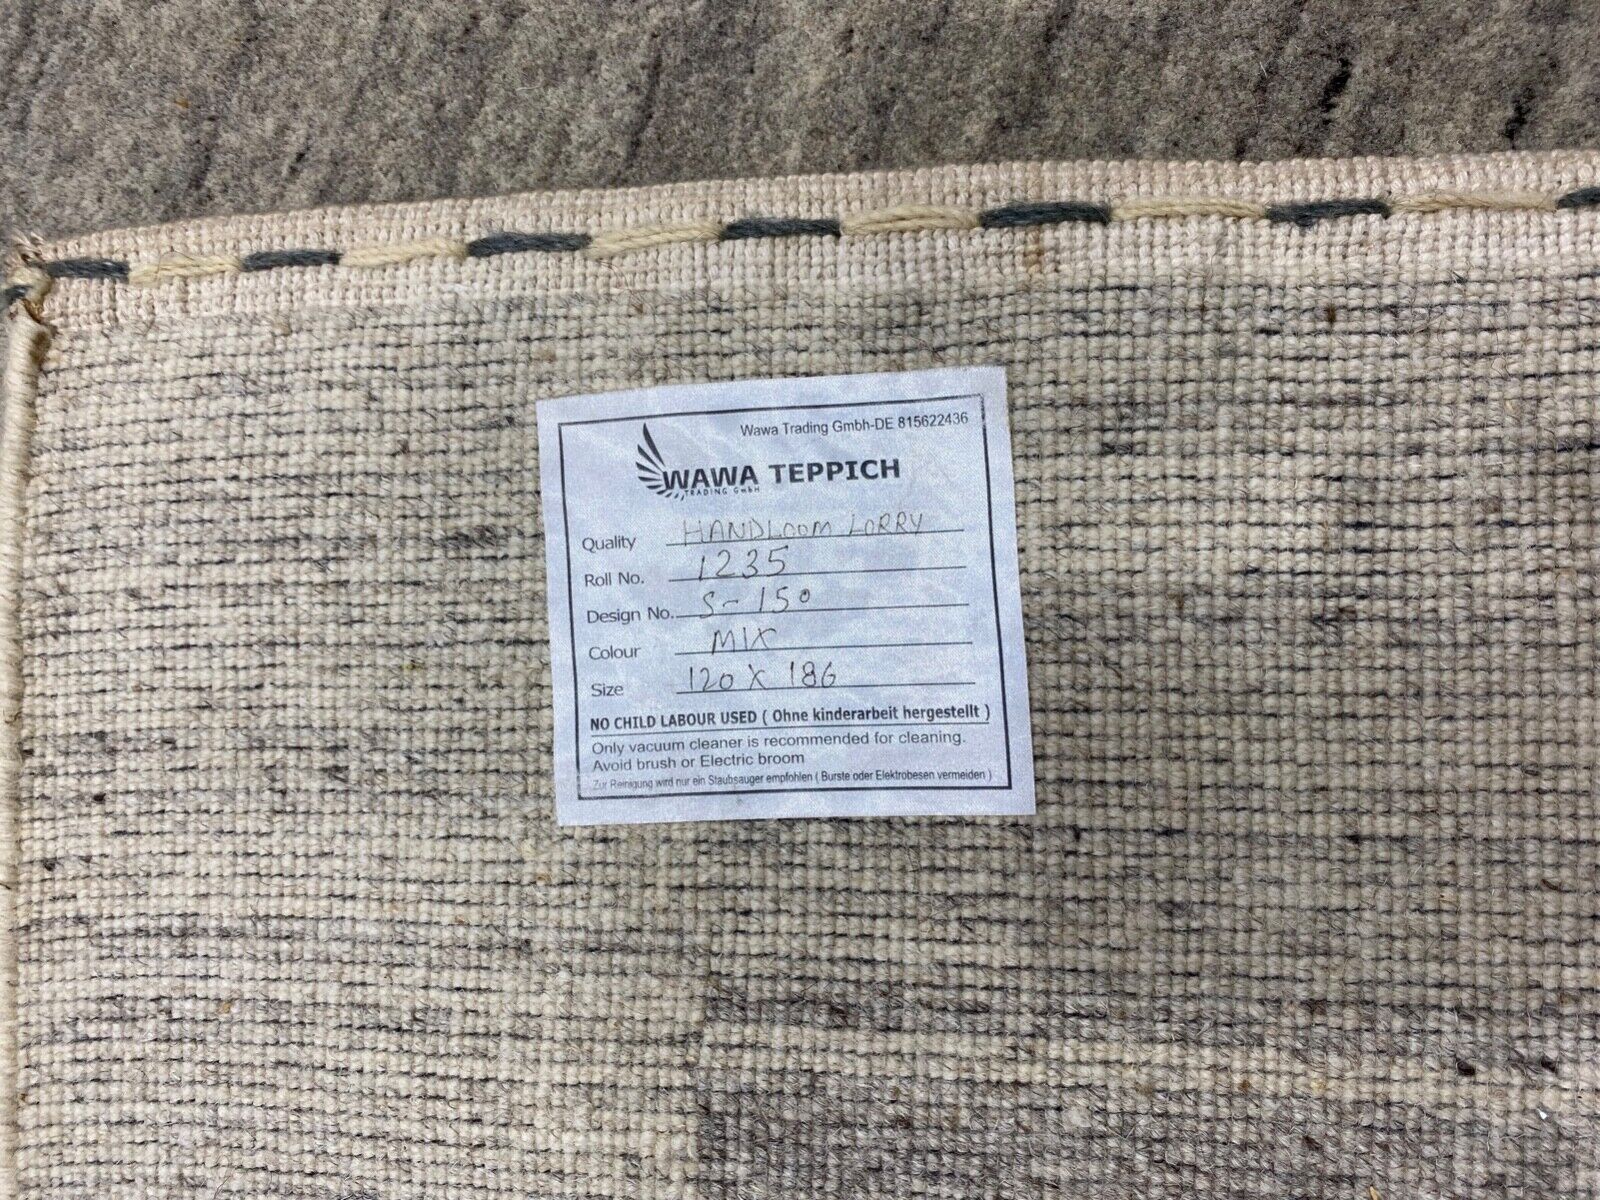 Wawa Trading Gmbh-DE 815622436
WAWA TEPPICH
TRADING GmbH
Quality HANDLOOM LORRY
Roll No. 1235
Design No. S-150
Colour MIX
Size 120 X 186
NO CHILD LABOUR USED ( Ohne kinderarbeit hergestellt )
Only vacuum cleaner is recommended for cleaning.
Avoid brush or Electric broom
Zur Reinigung wird nur ein Staubsauger empfohlen ( Burste oder Elektrobesen vermeiden )